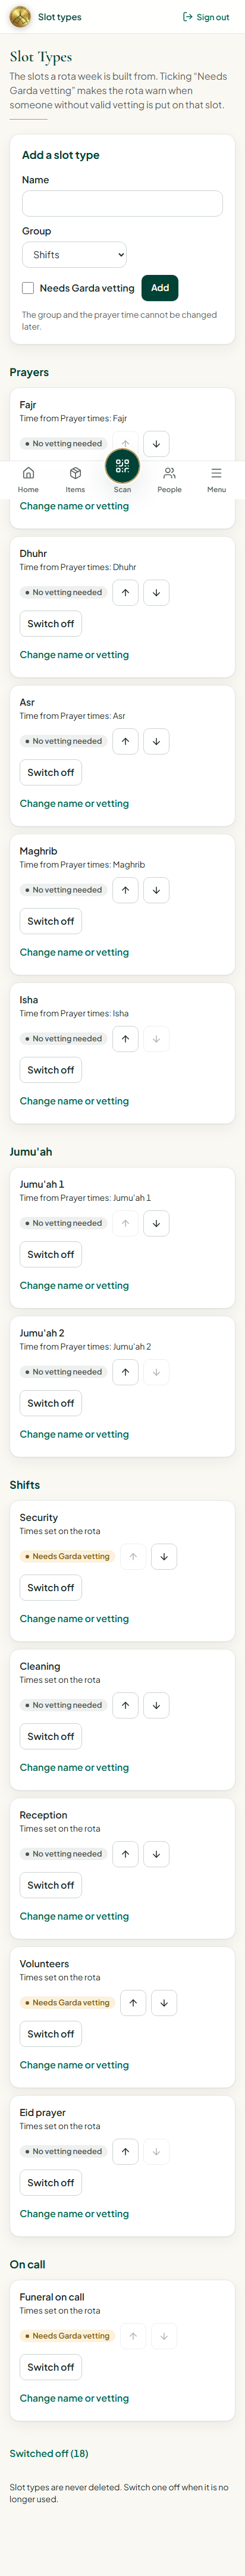 Slot types
Sign out
Slot Types
The slots a rota week is built from. Ticking “Needs
Garda vetting” makes the rota warn when
someone without valid vetting is put on that slot.
Add a slot type
Name
Group
Shifts
Needs Garda vetting
Add
The group and the prayer time cannot be changed
later.
Prayers
Fajr
Time from Prayer times: Fajr
No vetting needed
Home
Items
Scan
People
Menu
Change name or vetting
Dhuhr
Time from Prayer times: Dhuhr
No vetting needed
Switch off
Change name or vetting
Asr
Time from Prayer times: Asr
No vetting needed
Switch off
Change name or vetting
Maghrib
Time from Prayer times: Maghrib
No vetting needed
Switch off
Change name or vetting
Isha
Time from Prayer times: Isha
No vetting needed
Switch off
Change name or vetting
Jumu'ah
Jumu'ah 1
Time from Prayer times: Jumu'ah 1
No vetting needed
Switch off
Change name or vetting
Jumu'ah 2
Time from Prayer times: Jumu'ah 2
No vetting needed
Switch off
Change name or vetting
Shifts
Security
Times set on the rota
Needs Garda vetting
Switch off
Change name or vetting
Cleaning
Times set on the rota
No vetting needed
Switch off
Change name or vetting
Reception
Times set on the rota
No vetting needed
Switch off
Change name or vetting
Volunteers
Times set on the rota
Needs Garda vetting
Switch off
Change name or vetting
Eid prayer
Times set on the rota
No vetting needed
Switch off
Change name or vetting
On call
Funeral on call
Times set on the rota
Needs Garda vetting
Switch off
Change name or vetting
Switched off (18)
Slot types are never deleted. Switch one off when it is no
longer used.